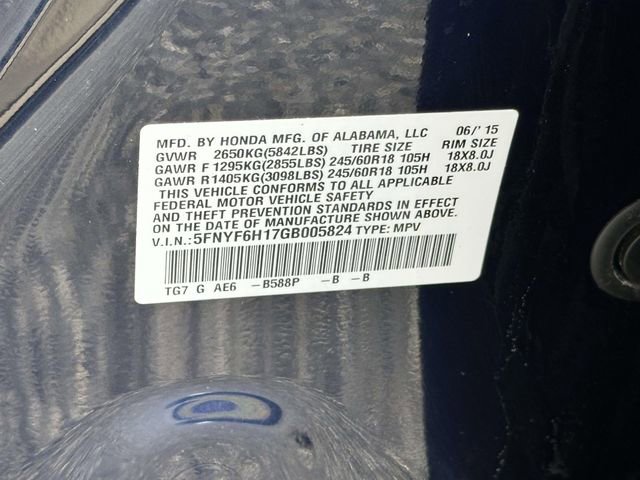 MFD. BY HONDA MFG. OF ALABAMA, LLC 06/'15
GVWR 2650KG(5842LBS) TIRE SIZE RIM SIZE
GAWR F1295KG(2855LBS) 245/60R18 105H 18X8.0J
GAWR R1405KG(3098LBS) 245/60R18 105H 18X8.0J
THIS VEHICLE CONFORMS TO ALL APPLICABLE
FEDERAL MOTOR VEHICLE SAFETY
AND THEFT PREVENTION STANDARDS IN EFFECT
ON THE DATE OF MANUFACTURE SHOWN ABOVE.
V.I.N.: 5FNYF6H17GB005824 TYPE: MPV
TG7 G AE6 -B588P -B -B